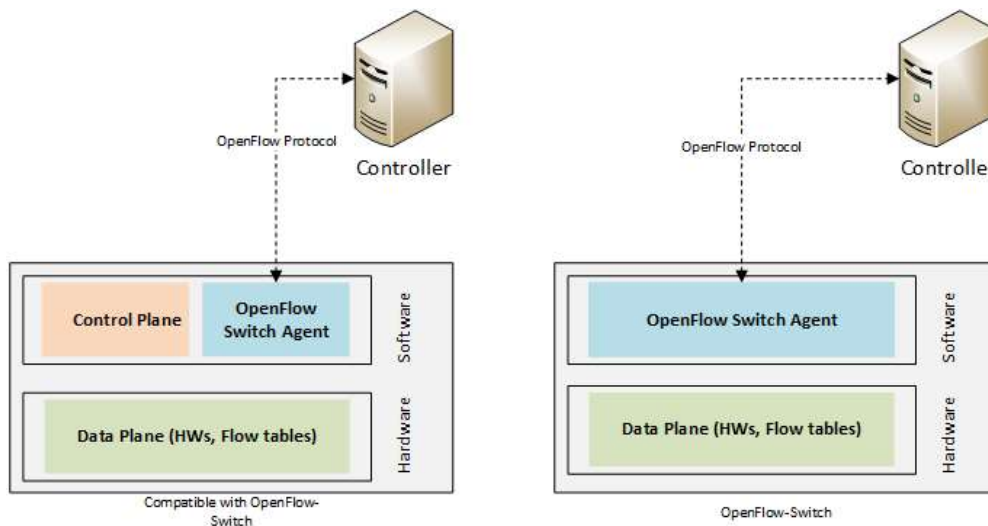 OpenFlow Protocol
Controller
Control Plane
OpenFlow
Switch Agent
Software
Data Plane (HWs, Flow tables)
Hardware
Compatible with OpenFlow-
Switch
OpenFlow Protocol
Controlle
OpenFlow Switch Agent
Software
Data Plane (HWs, Flow tables)
Hardware
OpenFlow-Switch